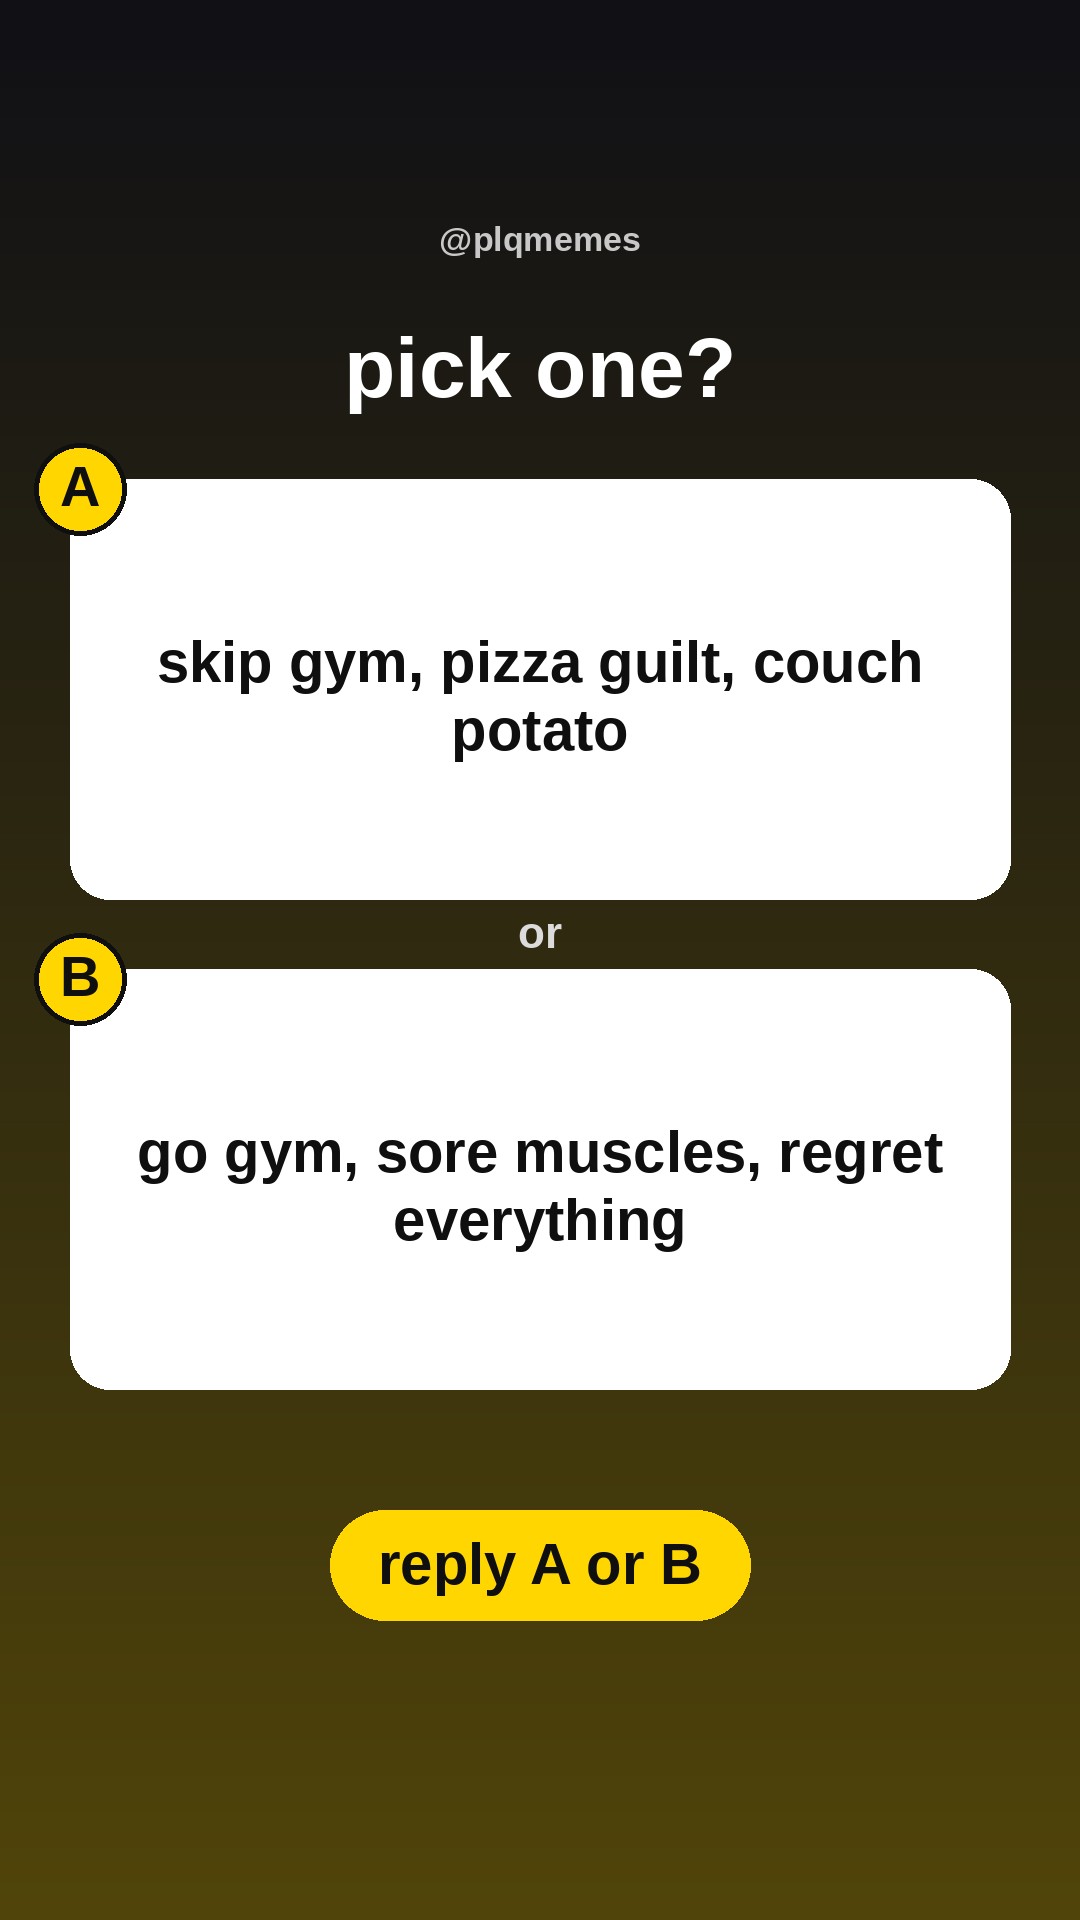 @plqmemes
pick one?
A
skip gym, pizza guilt, couch
potato
or
B
go gym, sore muscles, regret
everything
reply A or B